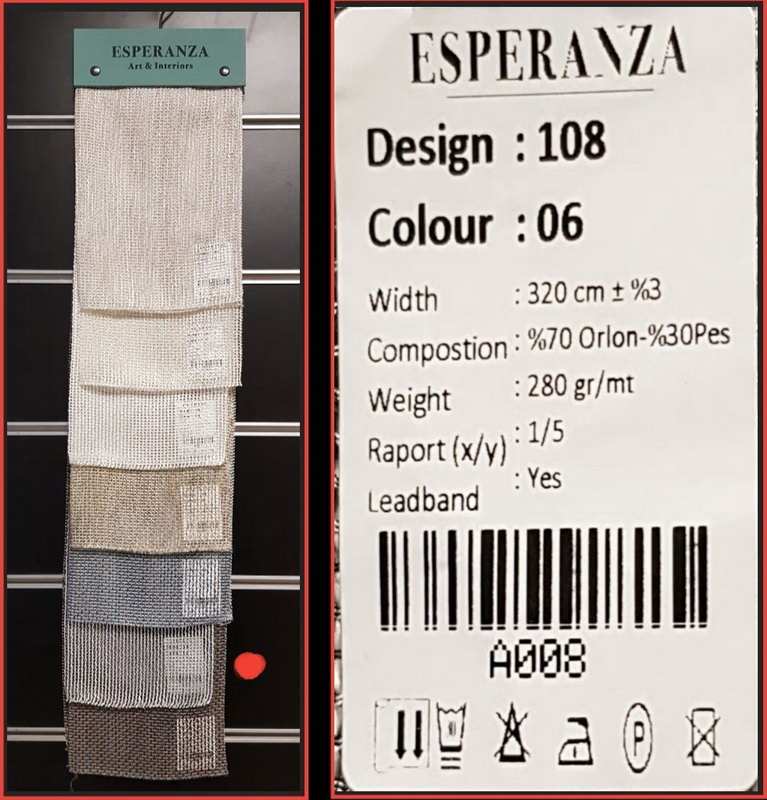 ESPERANZA
Art & Interiors
ESPERANZA
Design : 108
Colour : 06
Width : 320 cm ± %3
Compostion : %70 Orlon-%30Pes
Weight : 280 gr/mt
Raport (x/y) : 1/5
Leadband : Yes
A008
P